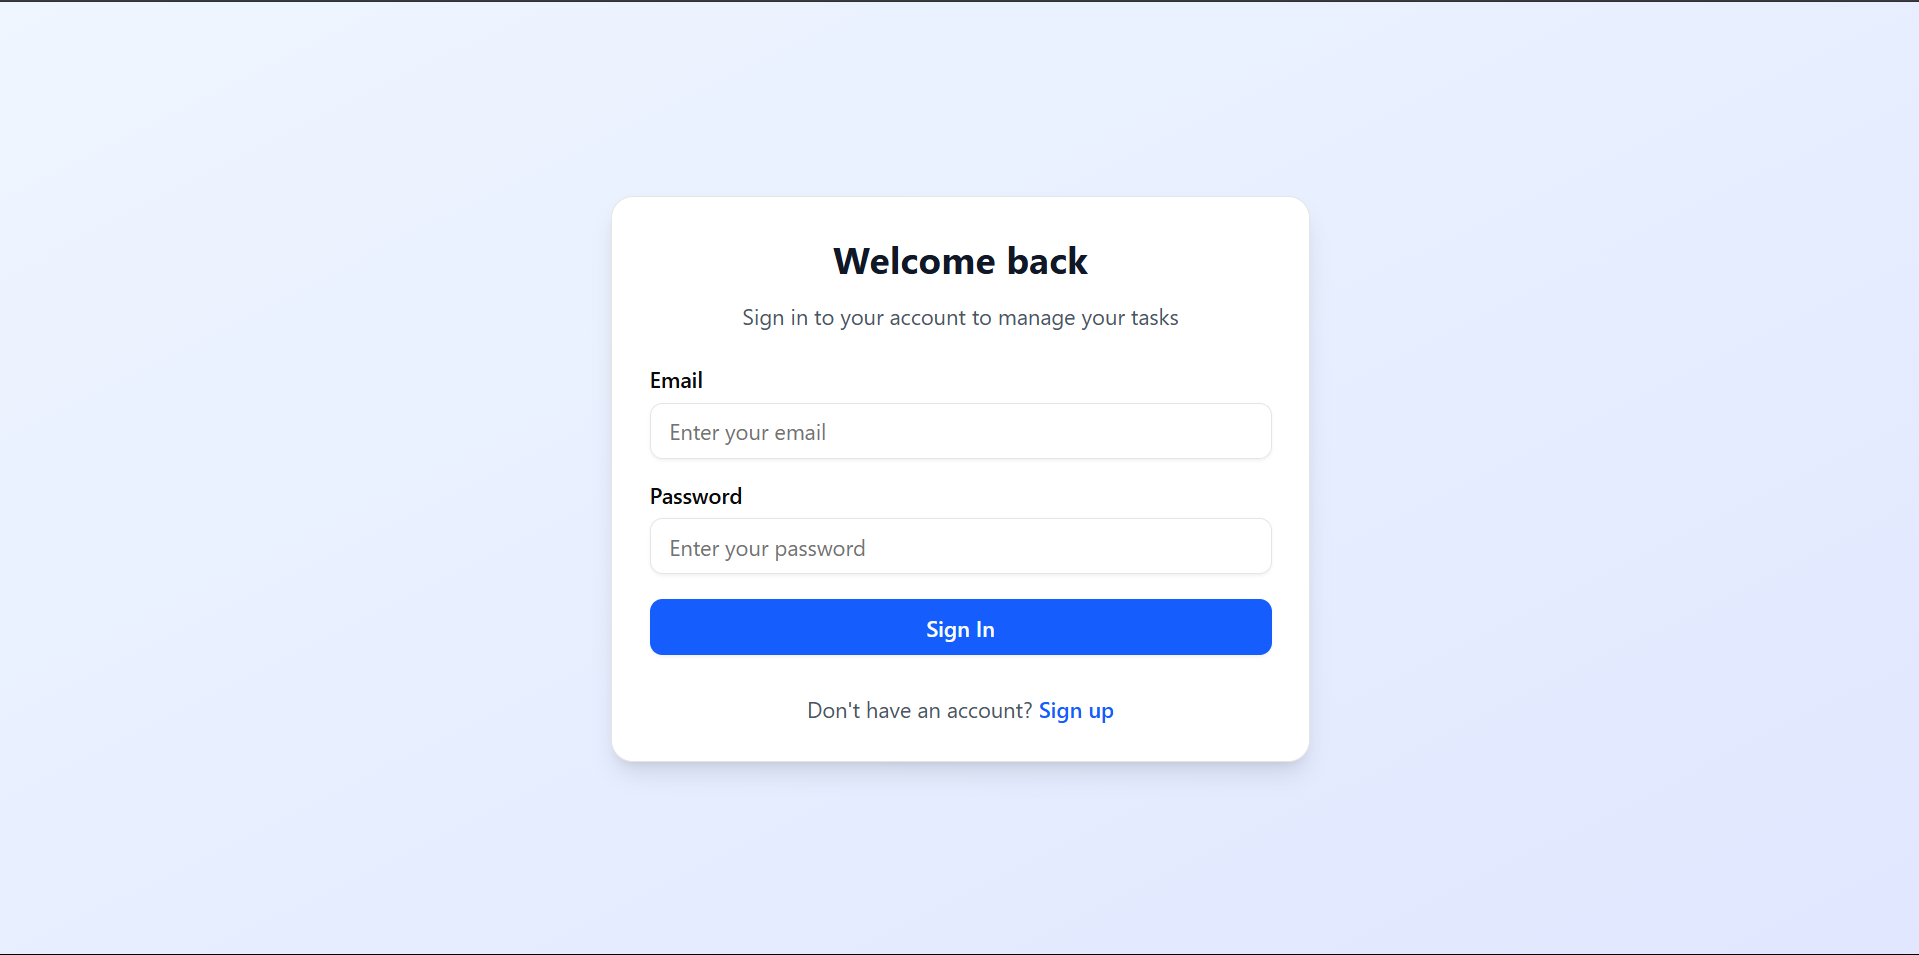 Welcome back
Sign in to your account to manage your tasks
Email
Enter your email
Password
Enter your password
Sign In
Don't have an account? Sign up